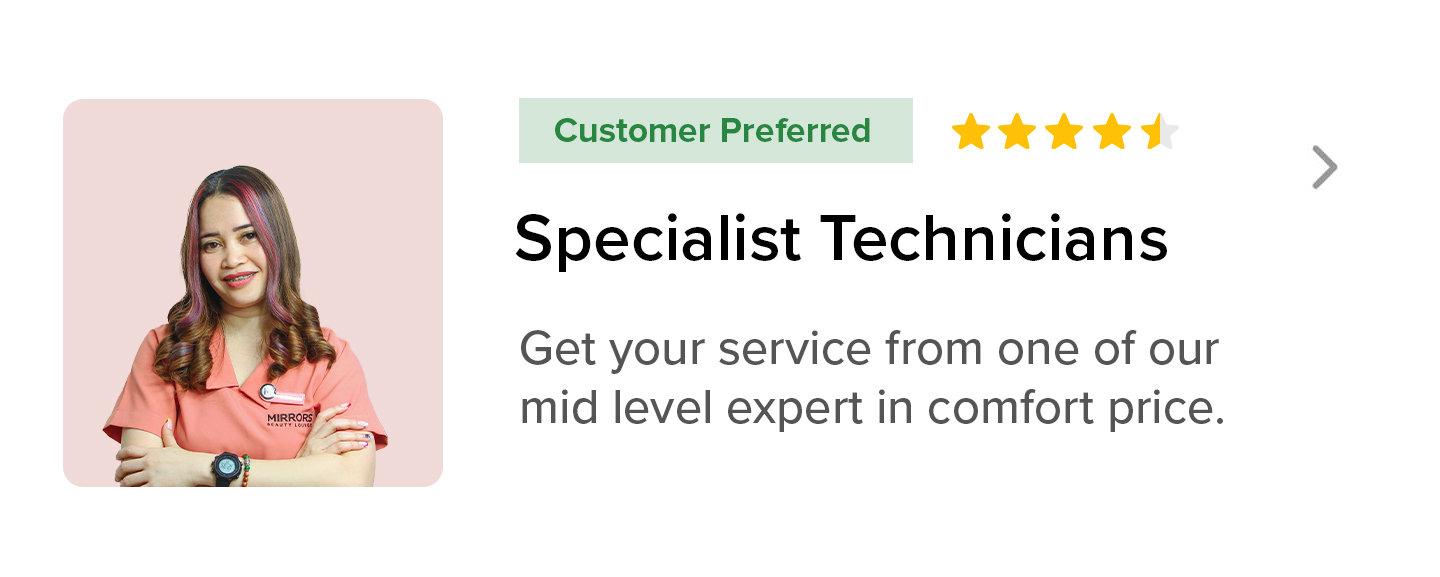 Customer Preferred
Specialist Technicians
Get your service from one of our
mid level expert in comfort price.
MIRRORS
BEAUTY LOUNGE